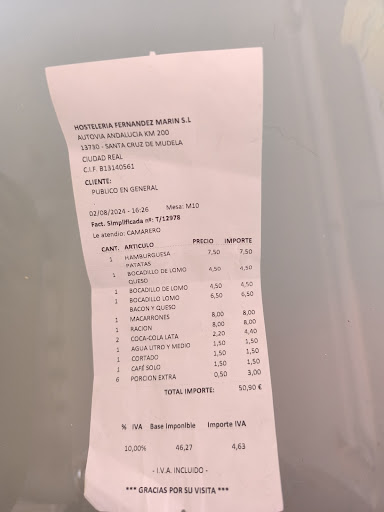 HOSTELERIA FERNANDEZ MARIN S.L
AUTOVIA ANDALUCIA KM 200
13730 - SANTA CRUZ DE MUDELA
CIUDAD REAL
C.I.F. B13140561
CLIENTE:
PUBLICO EN GENERAL
02/08/2024 - 16:26 Mesa: M10
Fact. Simplificada nº: T/12978
Le atendio: CAMARERO
CANT. ARTICULO PRECIO IMPORTE
1 HAMBURGUESA 7,50 7,50
PATATAS
1 BOCADILLO DE LOMO 4,50 4,50
QUESO
1 BOCADILLO DE LOMO 4,50 4,50
1 BOCADILLO LOMO 6,50 6,50
BACON Y QUESO
1 MACARRONES 8,00 8,00
1 RACION 8,00 8,00
2 COCA-COLA LATA 2,20 4,40
1 AGUA LITRO Y MEDIO 1,50 1,50
1 CORTADO 1,50 1,50
1 CAFÉ SOLO 1,50 1,50
6 PORCION EXTRA 0,50 3,00
TOTAL IMPORTE: 50,90 €
% IVA Base imponible Importe IVA
10,00% 46,27 4,63
- I.V.A. INCLUIDO -
*** GRACIAS POR SU VISITA ***